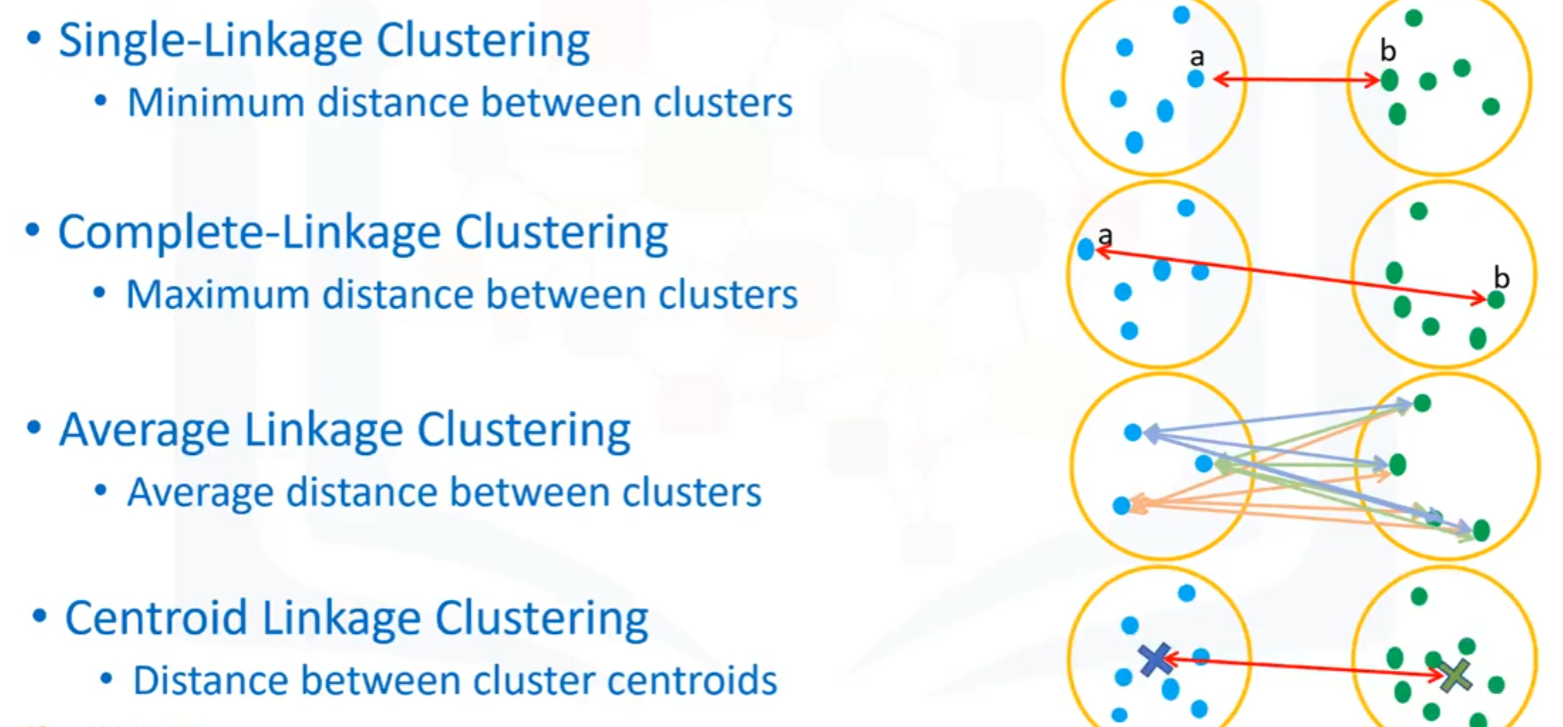 • Single-Linkage Clustering
• Minimum distance between clusters
a
b
• Complete-Linkage Clustering
• Maximum distance between clusters
a
b
• Average Linkage Clustering
• Average distance between clusters
• Centroid Linkage Clustering
• Distance between cluster centroids